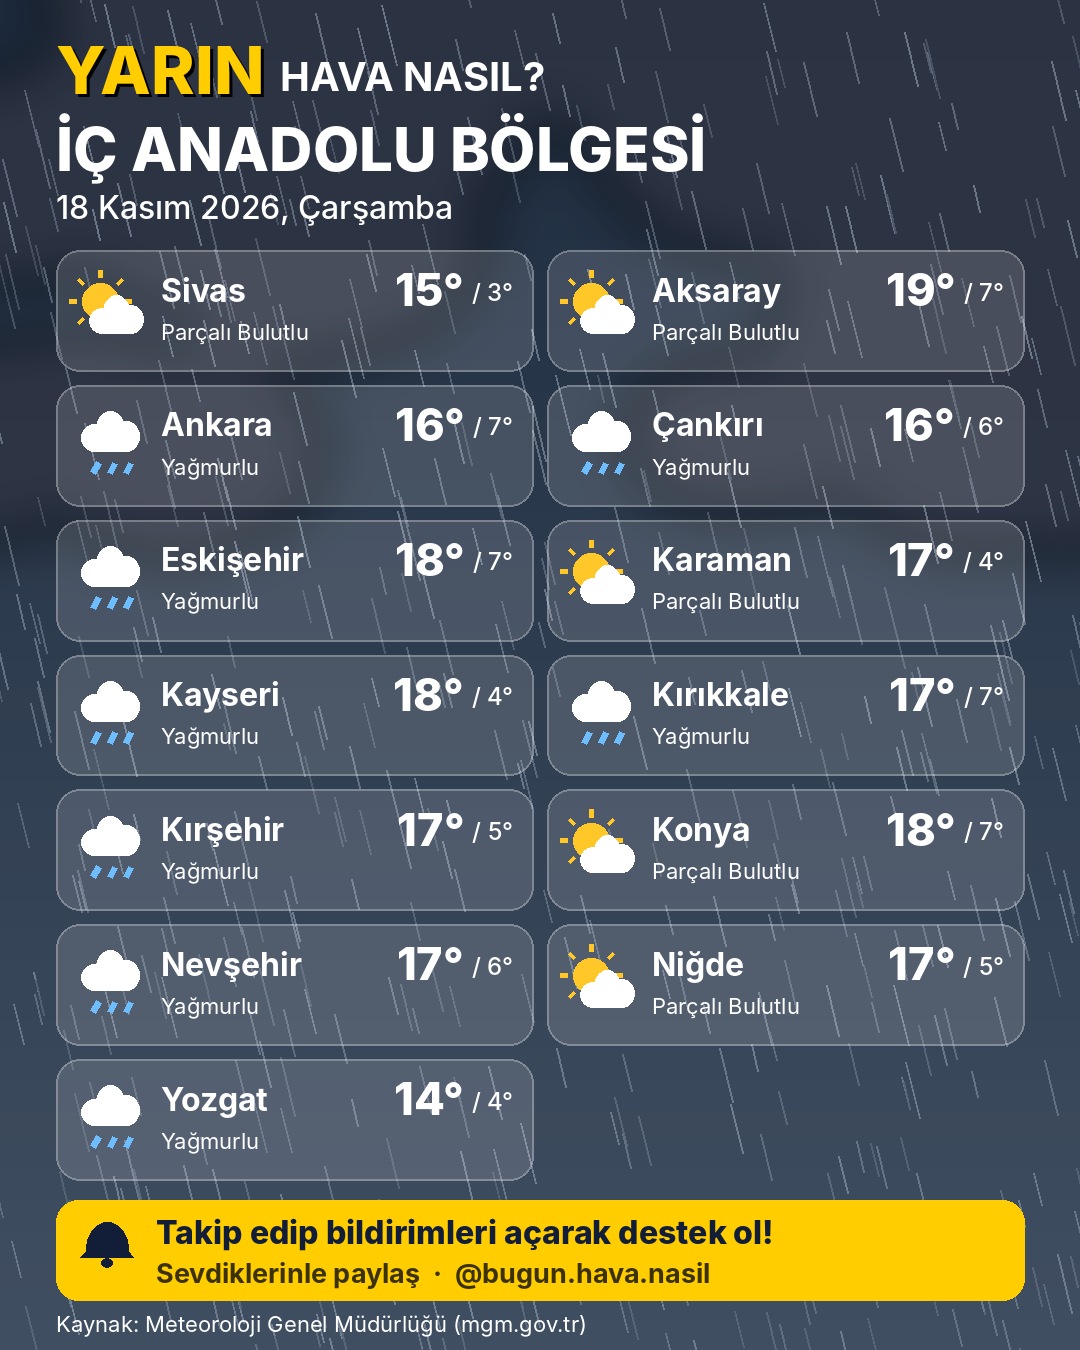 YARIN HAVA NASIL?
İÇ ANADOLU BÖLGESİ
18 Kasım 2026, Çarşamba
Sivas 15° / 3°
Parçalı Bulutlu
Aksaray 19° / 7°
Parçalı Bulutlu
Ankara 16° / 7°
Yağmurlu
Çankırı 16° / 6°
Yağmurlu
Eskişehir 18° / 7°
Yağmurlu
Karaman 17° / 4°
Parçalı Bulutlu
Kayseri 18° / 4°
Yağmurlu
Kırıkkale 17° / 7°
Yağmurlu
Kırşehir 17° / 5°
Yağmurlu
Konya 18° / 7°
Parçalı Bulutlu
Nevşehir 17° / 6°
Yağmurlu
Niğde 17° / 5°
Parçalı Bulutlu
Yozgat 14° / 4°
Yağmurlu
Takip edip bildirimleri açarak destek ol!
Sevdiklerinle paylaş · @bugun.hava.nasil
Kaynak: Meteoroloji Genel Müdürlüğü (mgm.gov.tr)